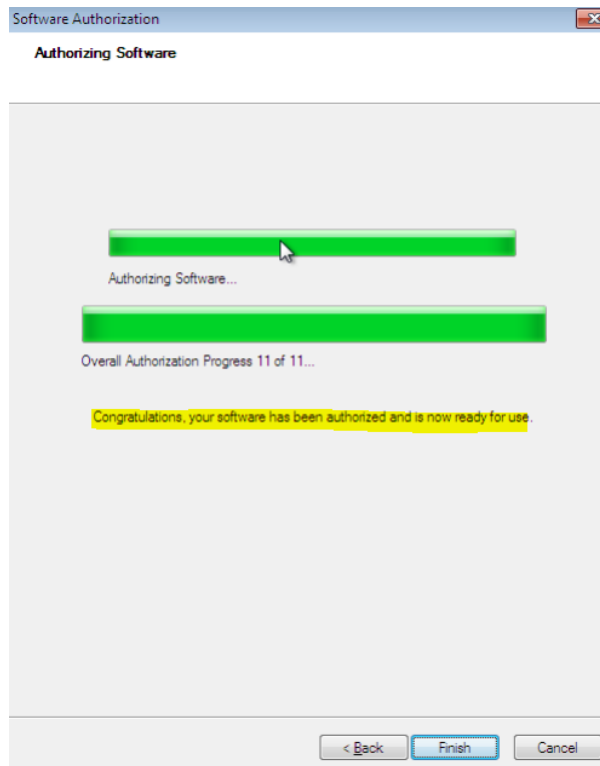 Software Authorization
Authorizing Software
Authorizing Software...
Overall Authorization Progress 11 of 11...
Congratulations, your software has been authorized and is now ready for use.
< Back Finish Cancel